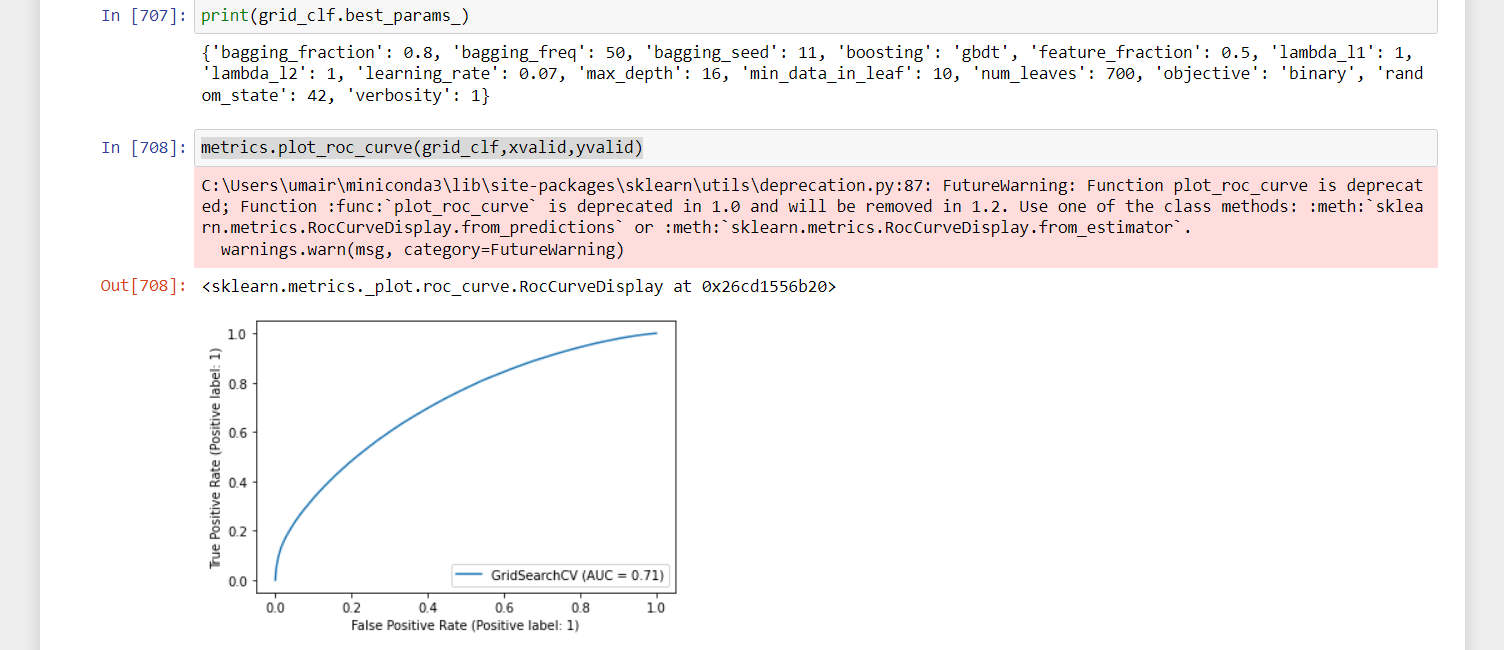 In [707]: print(grid_clf.best_params_)
{'bagging_fraction': 0.8, 'bagging_freq': 50, 'bagging_seed': 11, 'boosting': 'gbdt', 'feature_fraction': 0.5, 'lambda_l1': 1,
'lambda_l2': 1, 'learning_rate': 0.07, 'max_depth': 16, 'min_data_in_leaf': 10, 'num_leaves': 700, 'objective': 'binary', 'rand
om_state': 42, 'verbosity': 1}
In [708]: metrics.plot_roc_curve(grid_clf,xvalid,yvalid)
C:\Users\umair\miniconda3\lib\site-packages\sklearn\utils\deprecation.py:87: FutureWarning: Function plot_roc_curve is deprecat
ed; Function :func:`plot_roc_curve` is deprecated in 1.0 and will be removed in 1.2. Use one of the class methods: :meth:`sklea
rn.metrics.RocCurveDisplay.from_predictions` or :meth:`sklearn.metrics.RocCurveDisplay.from_estimator`.
warnings.warn(msg, category=FutureWarning)
Out[708]: <sklearn.metrics._plot.roc_curve.RocCurveDisplay at 0x26cd1556b20>
True Positive Rate (Positive label: 1)
1.0
0.8
0.6
0.4
0.2
0.0
GridSearchCV (AUC = 0.71)
0.0 0.2 0.4 0.6 0.8 1.0
False Positive Rate (Positive label: 1)